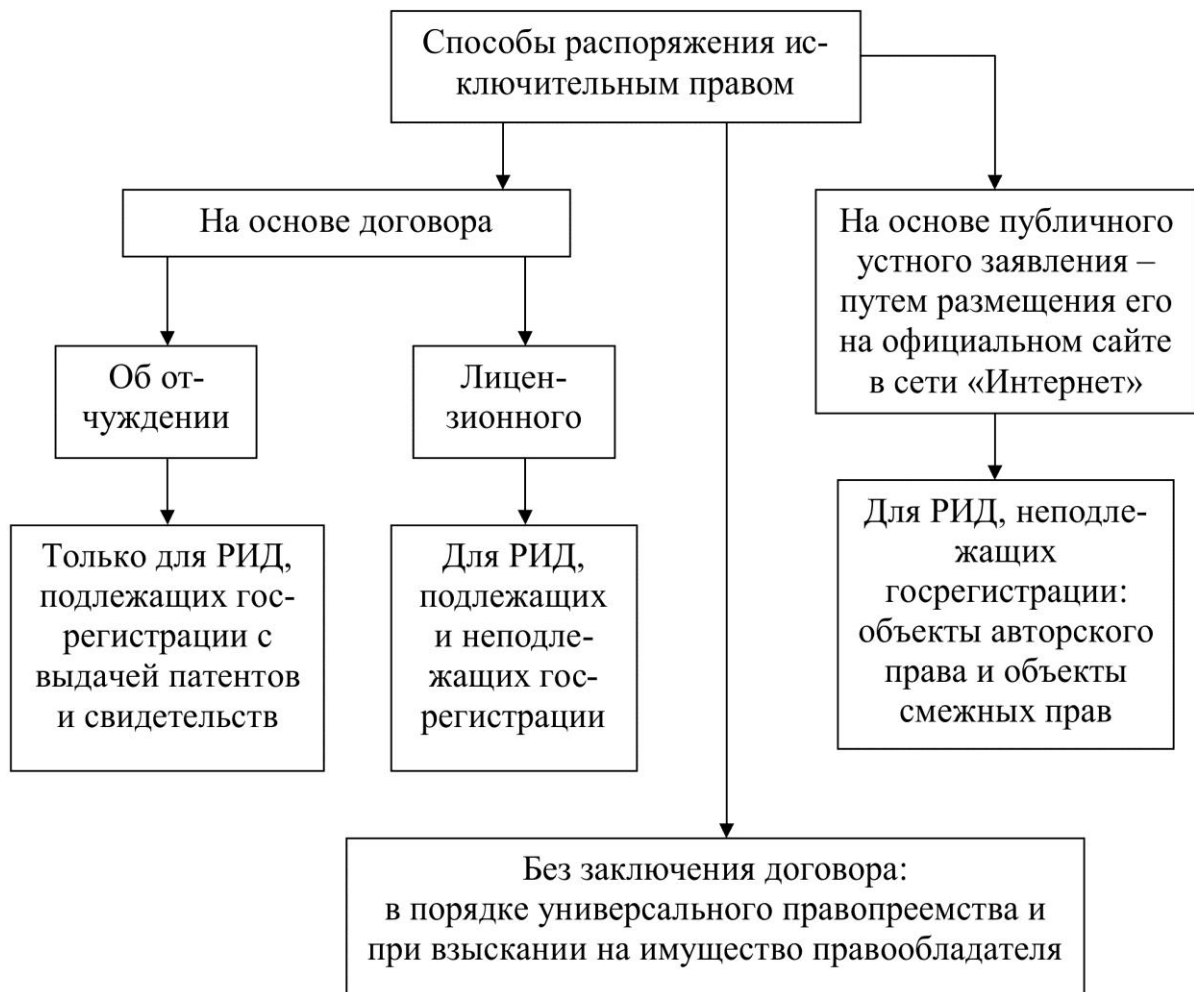 Способы распоряжения ис-
ключительным правом
На основе договора
На основе публичного
устного заявления –
путем размещения его
на официальном сайте
в сети «Интернет»
Об от-
чуждении
Лицен-
зионного
Только для РИД,
подлежащих гос-
регистрации с
выдачей патентов
и свидетельств
Для РИД,
подлежащих
и неподле-
жащих гос-
регистрации
Для РИД, неподле-
жащих
госрегистрации:
объекты авторского
права и объекты
смежных прав
Без заключения договора:
в порядке универсального правопреемства и
при взыскании на имущество правообладателя